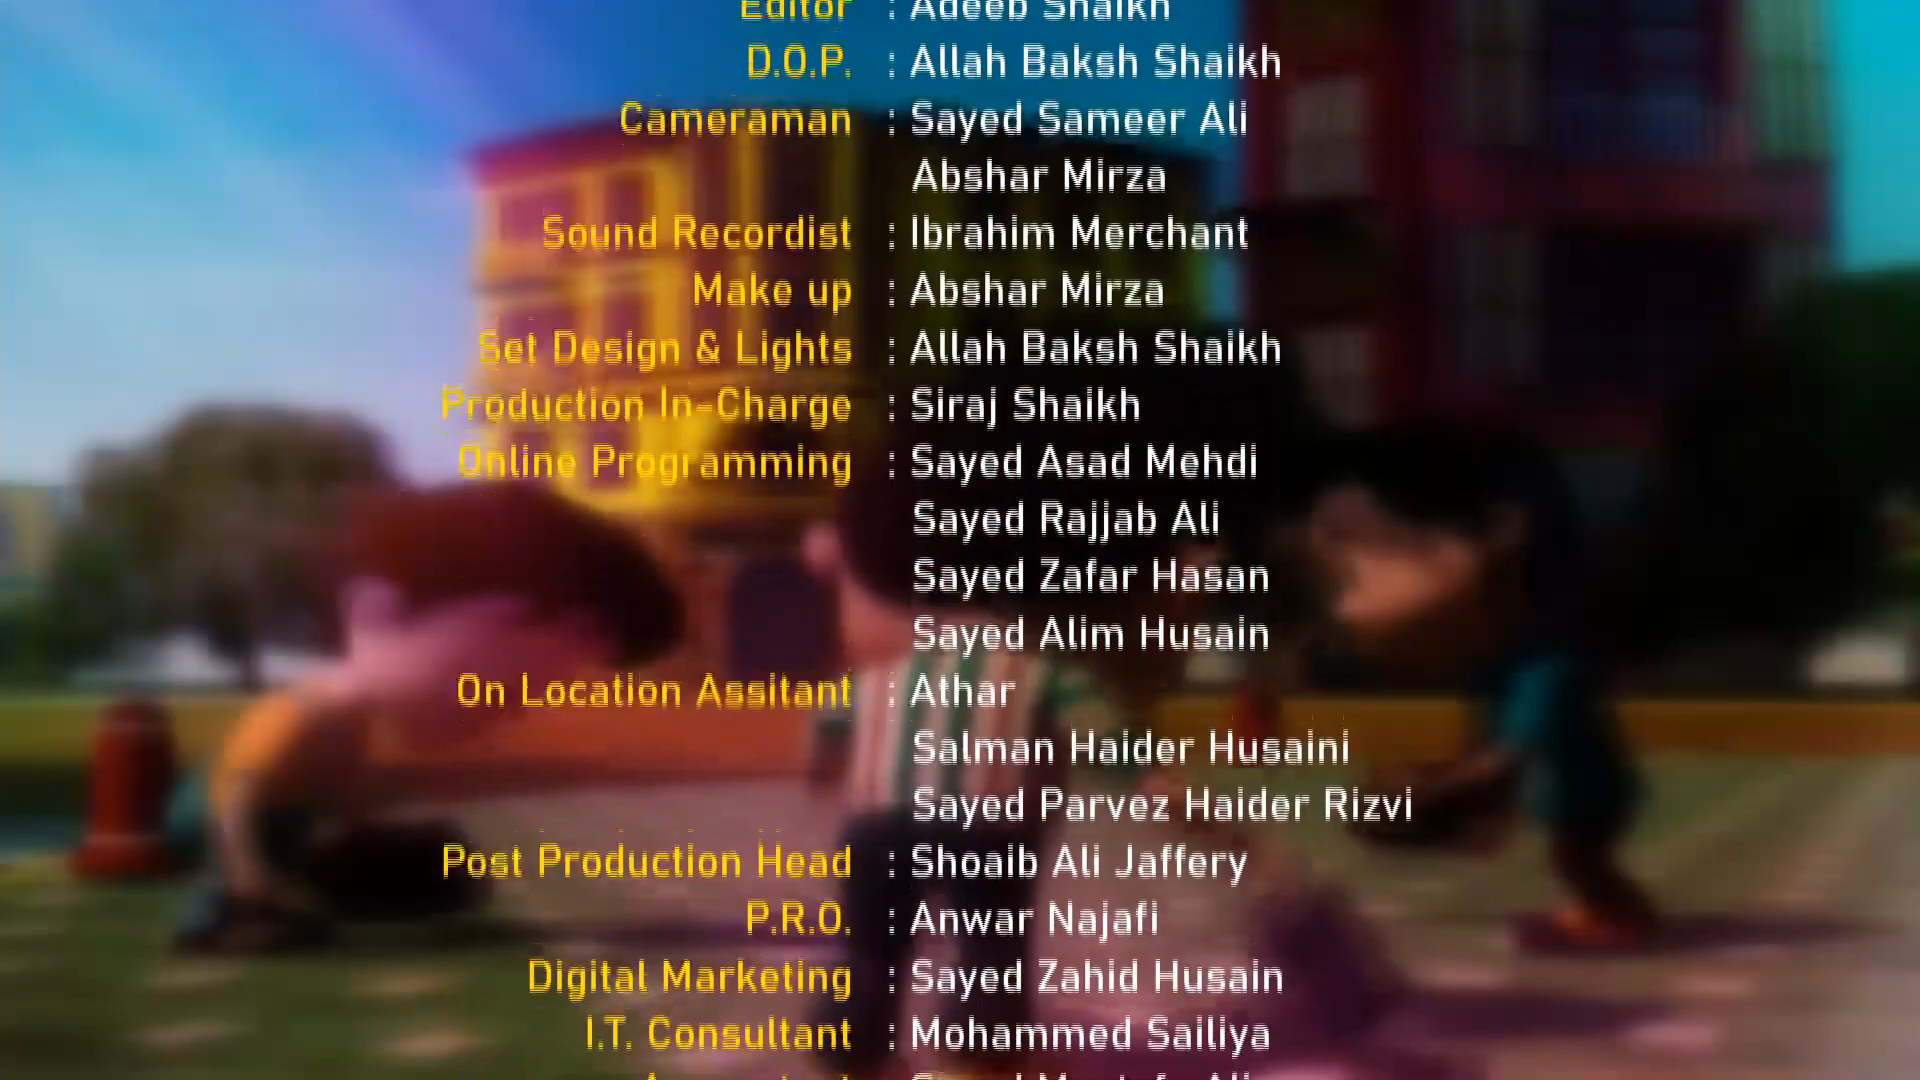 Editor : Adeeb Shaikh
D.O.P. : Allah Baksh Shaikh
Cameraman : Sayed Sameer Ali
Abshar Mirza
Sound Recordist : Ibrahim Merchant
Make up : Abshar Mirza
Set Design & Lights : Allah Baksh Shaikh
Production In-Charge : Siraj Shaikh
Online Programming : Sayed Asad Mehdi
Sayed Rajjab Ali
Sayed Zafar Hasan
Sayed Alim Husain
On Location Assitant : Athar
Salman Haider Husaini
Sayed Parvez Haider Rizvi
Post Production Head : Shoaib Ali Jaffery
P.R.O. : Anwar Najafi
Digital Marketing : Sayed Zahid Husain
I.T. Consultant : Mohammed Sailiya